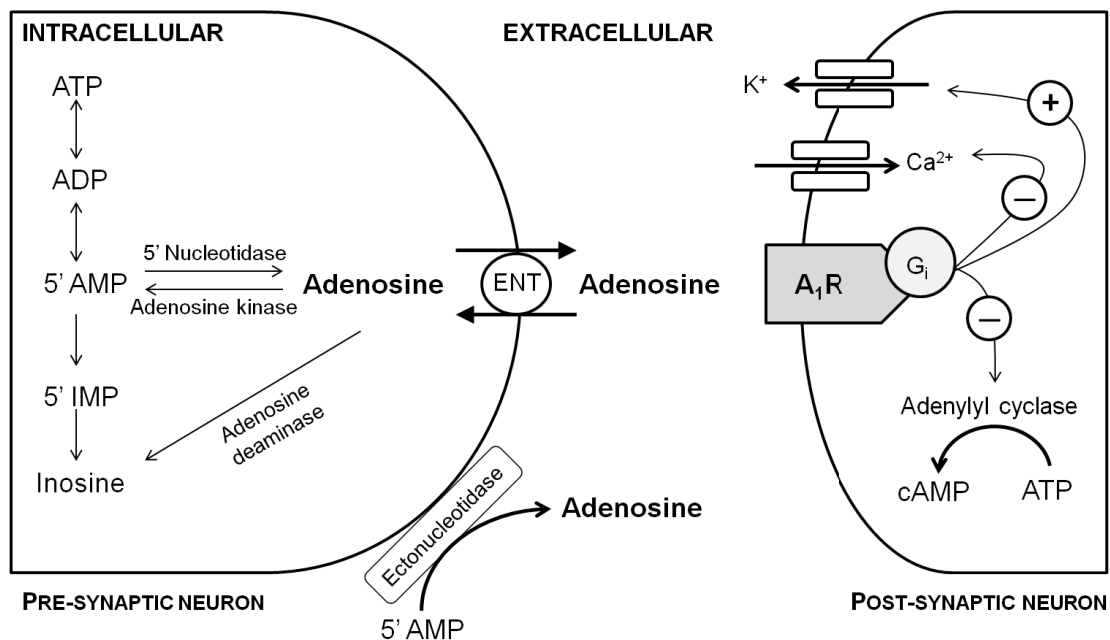 INTRACELLULAR
EXTRACELLULAR
ATP
ADP
5’ AMP
5’ Nucleotidase
Adenosine kinase
Adenosine
ENT
Adenosine
5’ IMP
Adenosine
deaminase
Inosine
Ectonucleotidase
Adenosine
5’ AMP
PRE-SYNAPTIC NEURON
K⁺
+
Ca²⁺
—
A₁R
Gᵢ
—
Adenylyl cyclase
cAMP
ATP
POST-SYNAPTIC NEURON